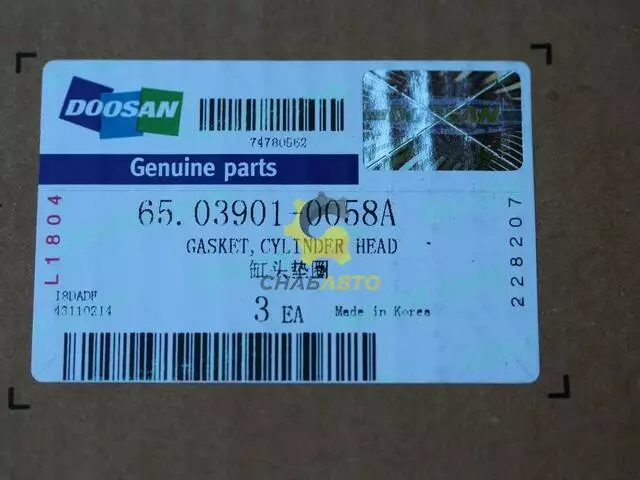 DOOSAN
74780562
DOOSAN
Genuine parts
65.03901-0058A
GASKET, CYLINDER HEAD
缸头垫圈
СНАБАВТО
I8DADF
43110214
3 EA
Made in Korea
L1804
228207